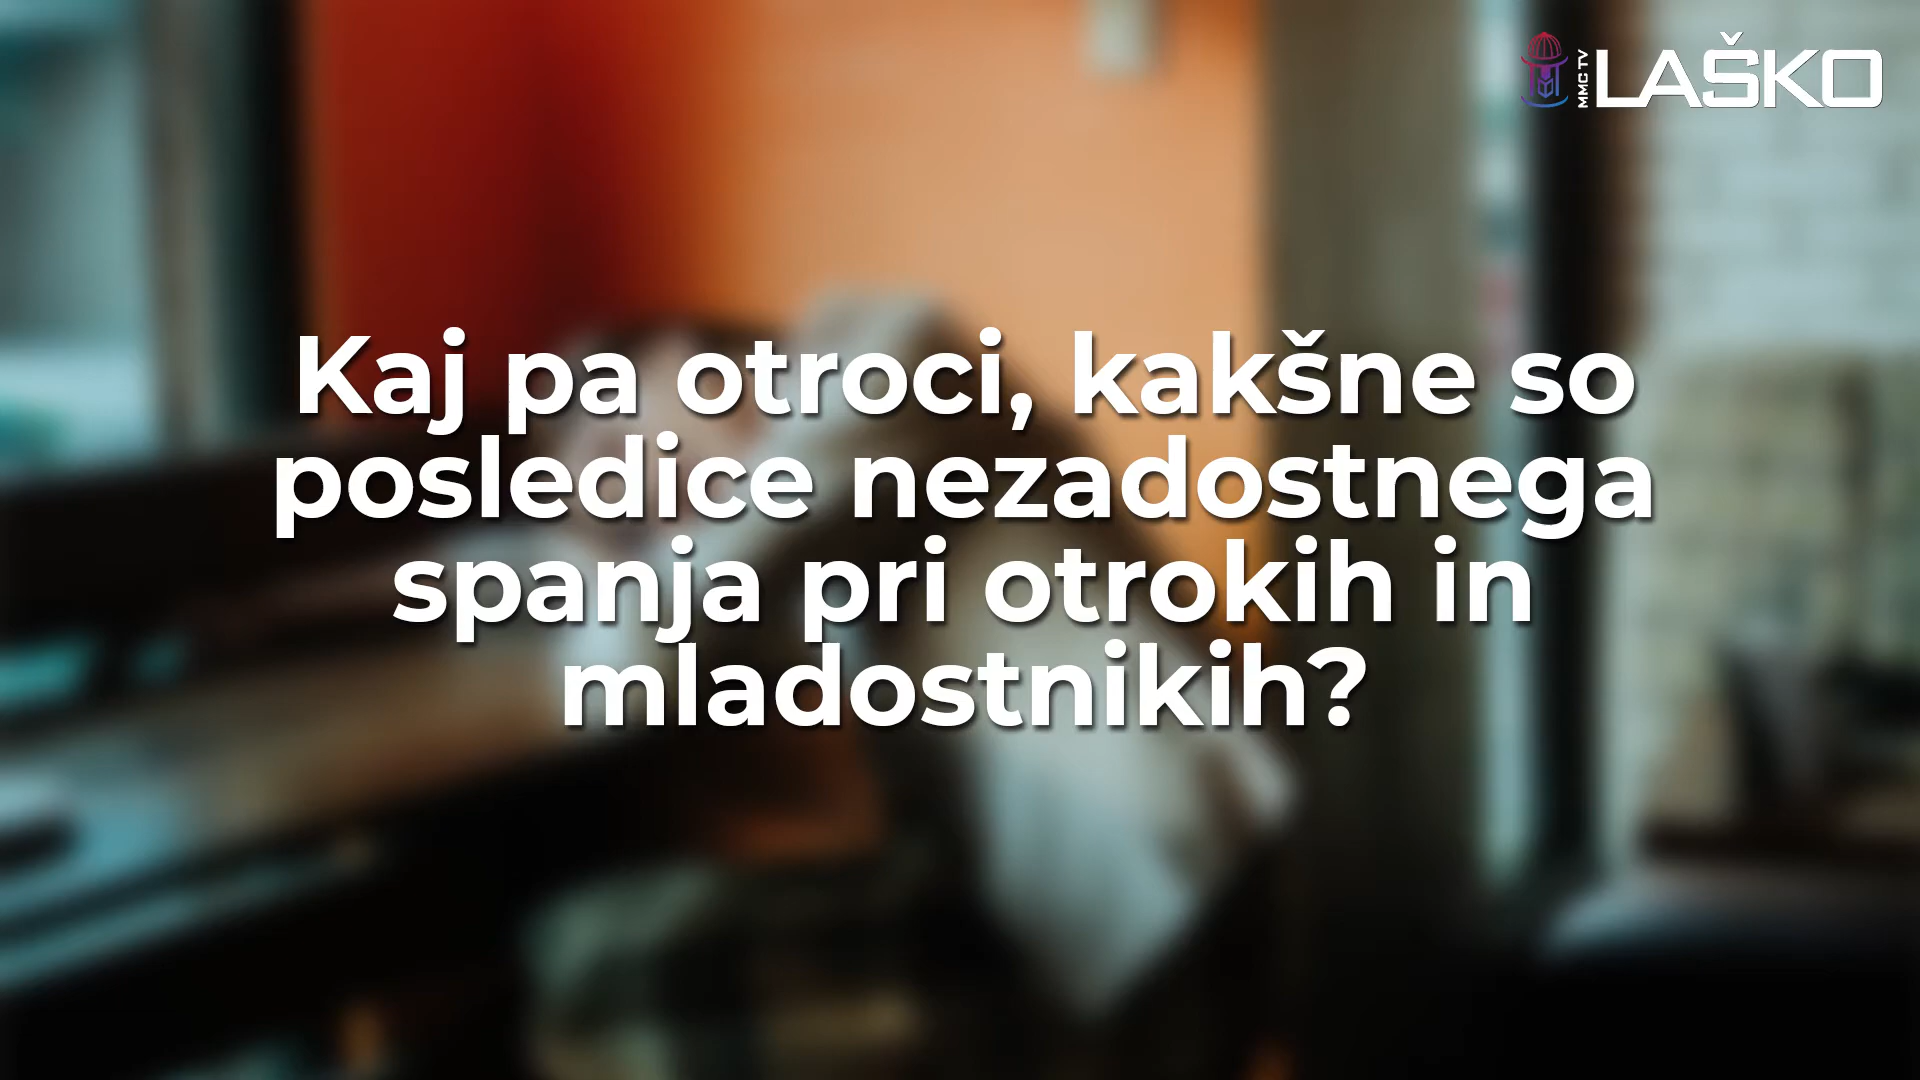 MMC TV LAŠKO
Kaj pa otroci, kakšne so
posledice nezadostnega
spanja pri otrokih in
mladostnikih?